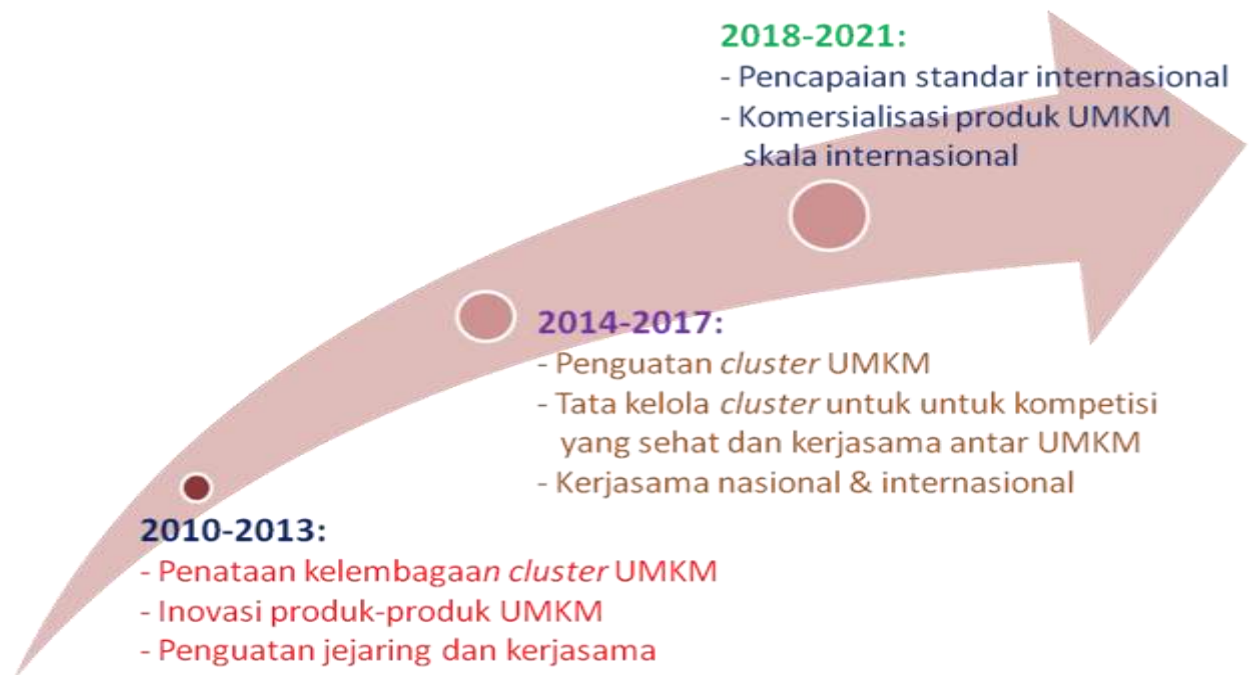 2018-2021:
- Pencapaian standar internasional
- Komersialisasi produk UMKM
skala internasional
2014-2017:
- Penguatan cluster UMKM
- Tata kelola cluster untuk untuk kompetisi
yang sehat dan kerjasama antar UMKM
- Kerjasama nasional & internasional
2010-2013:
- Penataan kelembagaan cluster UMKM
- Inovasi produk-produk UMKM
- Penguatan jejaring dan kerjasama